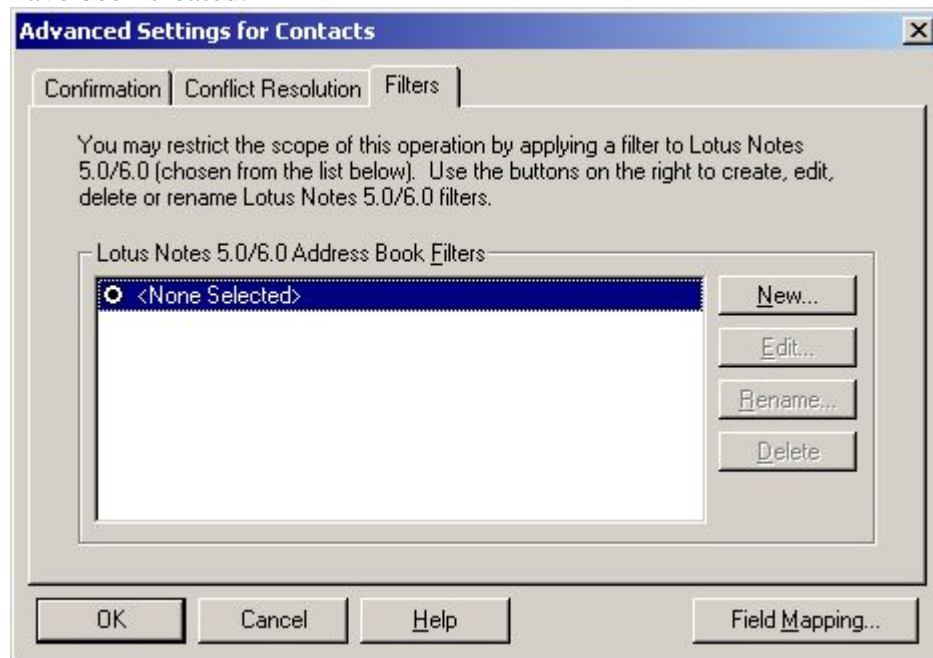 Advanced Settings for Contacts
Confirmation Conflict Resolution Filters
You may restrict the scope of this operation by applying a filter to Lotus Notes
5.0/6.0 (chosen from the list below). Use the buttons on the right to create, edit,
delete or rename Lotus Notes 5.0/6.0 filters.
Lotus Notes 5.0/6.0 Address Book Filters
<None Selected>
New...
Edit...
Rename...
Delete
OK Cancel Help Field Mapping...